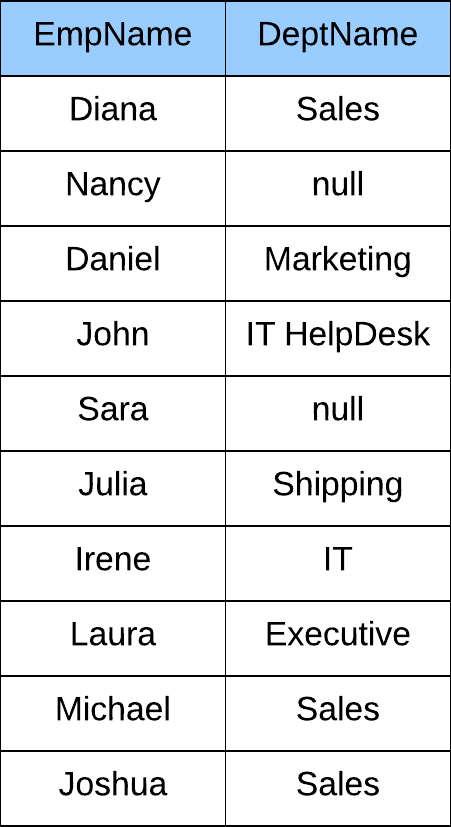 EmpName DeptName
Diana Sales
Nancy null
Daniel Marketing
John IT HelpDesk
Sara null
Julia Shipping
Irene IT
Laura Executive
Michael Sales
Joshua Sales